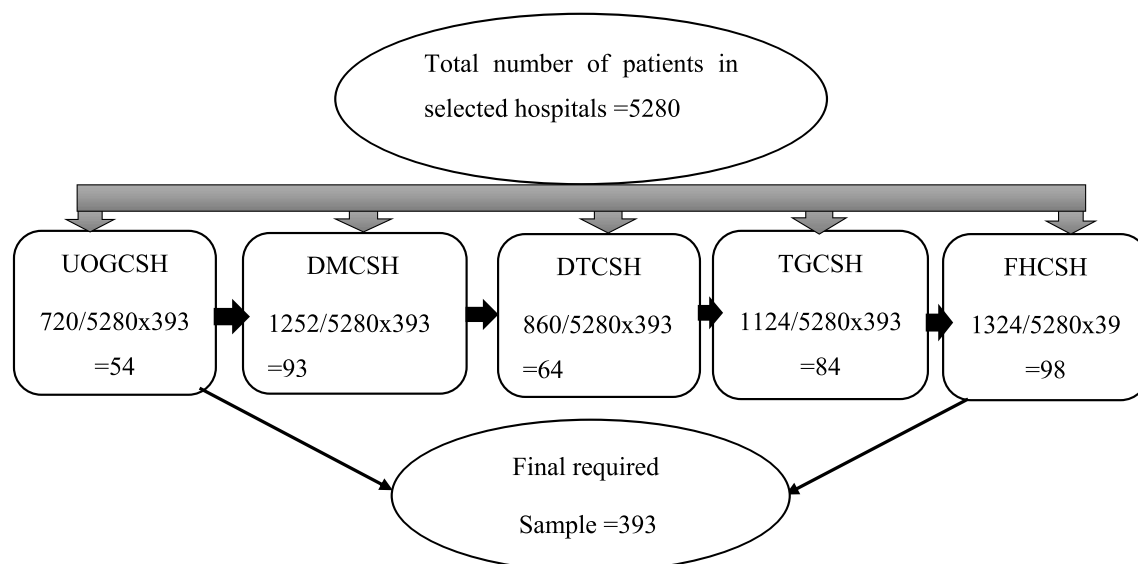 Total number of patients in
selected hospitals =5280
UOGCSH
720/5280x393
=54
DMCSH
1252/5280x393
=93
DTCSH
860/5280x393
=64
TGCSH
1124/5280x393
=84
FHCSH
1324/5280x39
=98
Final required
Sample =393